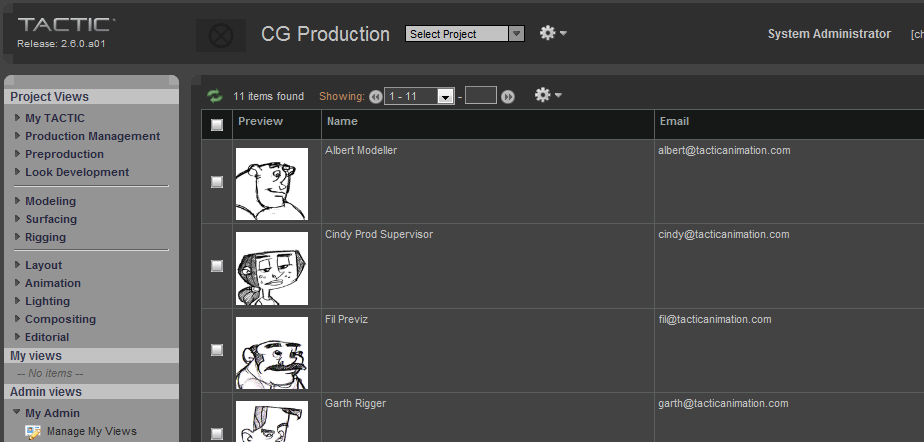 TACTIC
Release: 2.6.0.a01
CG Production
Select Project
System Administrator
[ch
Project Views
My TACTIC
Production Management
Preproduction
Look Development
Modeling
Surfacing
Rigging
Layout
Animation
Lighting
Compositing
Editorial
My views
-- No items --
Admin views
My Admin
Manage My Views
11 items found Showing: 1 - 11 -
Preview Name Email
Albert Modeller albert@tacticanimation.com
Cindy Prod Supervisor cindy@tacticanimation.com
Fil Previz fil@tacticanimation.com
Garth Rigger garth@tacticanimation.com